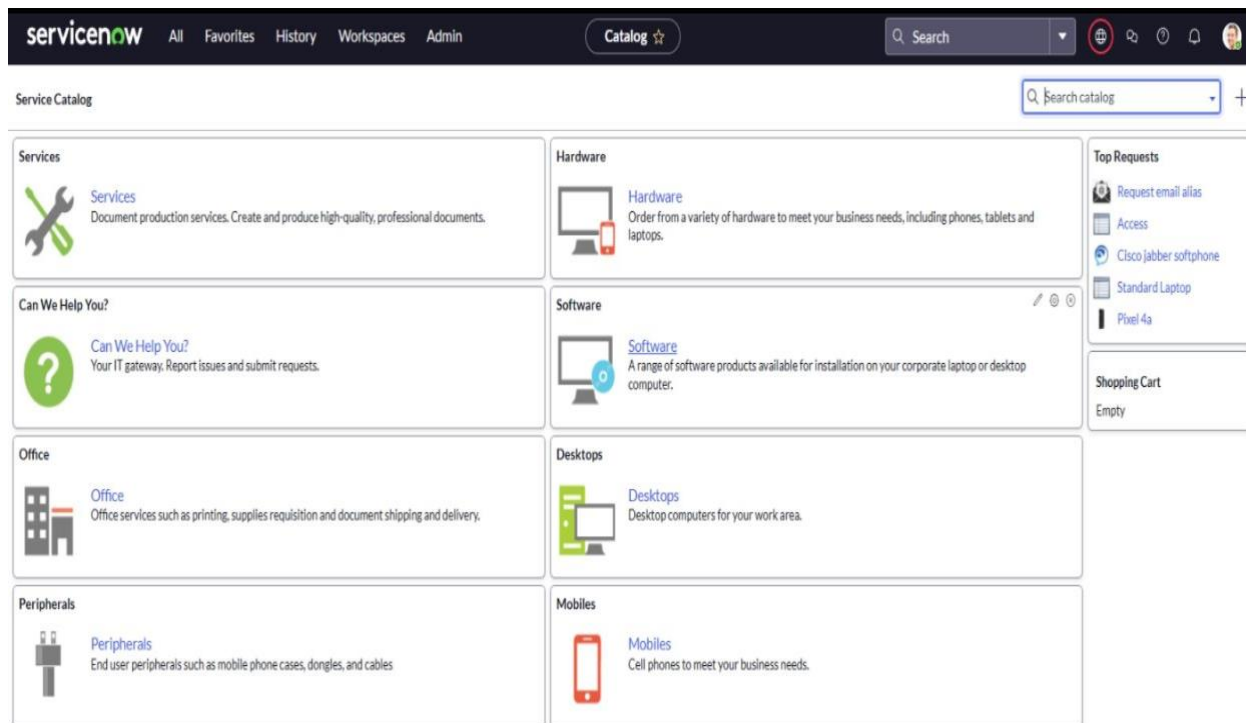 servicenow All Favorites History Workspaces Admin Catalog Search
Service Catalog
Search catalog
Services
Services
Document production services. Create and produce high-quality, professional documents.
Hardware
Hardware
Order from a variety of hardware to meet your business needs, including phones, tablets and
laptops.
Top Requests
Request email alias
Access
Cisco jabber softphone
Standard Laptop
Pixel 4a
Can We Help You?
Can We Help You?
Your IT gateway. Report issues and submit requests.
Software
Software
A range of software products available for installation on your corporate laptop or desktop
computer.
Shopping Cart
Empty
Office
Office
Office services such as printing, supplies requisition and document shipping and delivery.
Desktops
Desktops
Desktop computers for your work area.
Peripherals
Peripherals
End user peripherals such as mobile phone cases, dongles, and cables
Mobiles
Mobiles
Cell phones to meet your business needs.